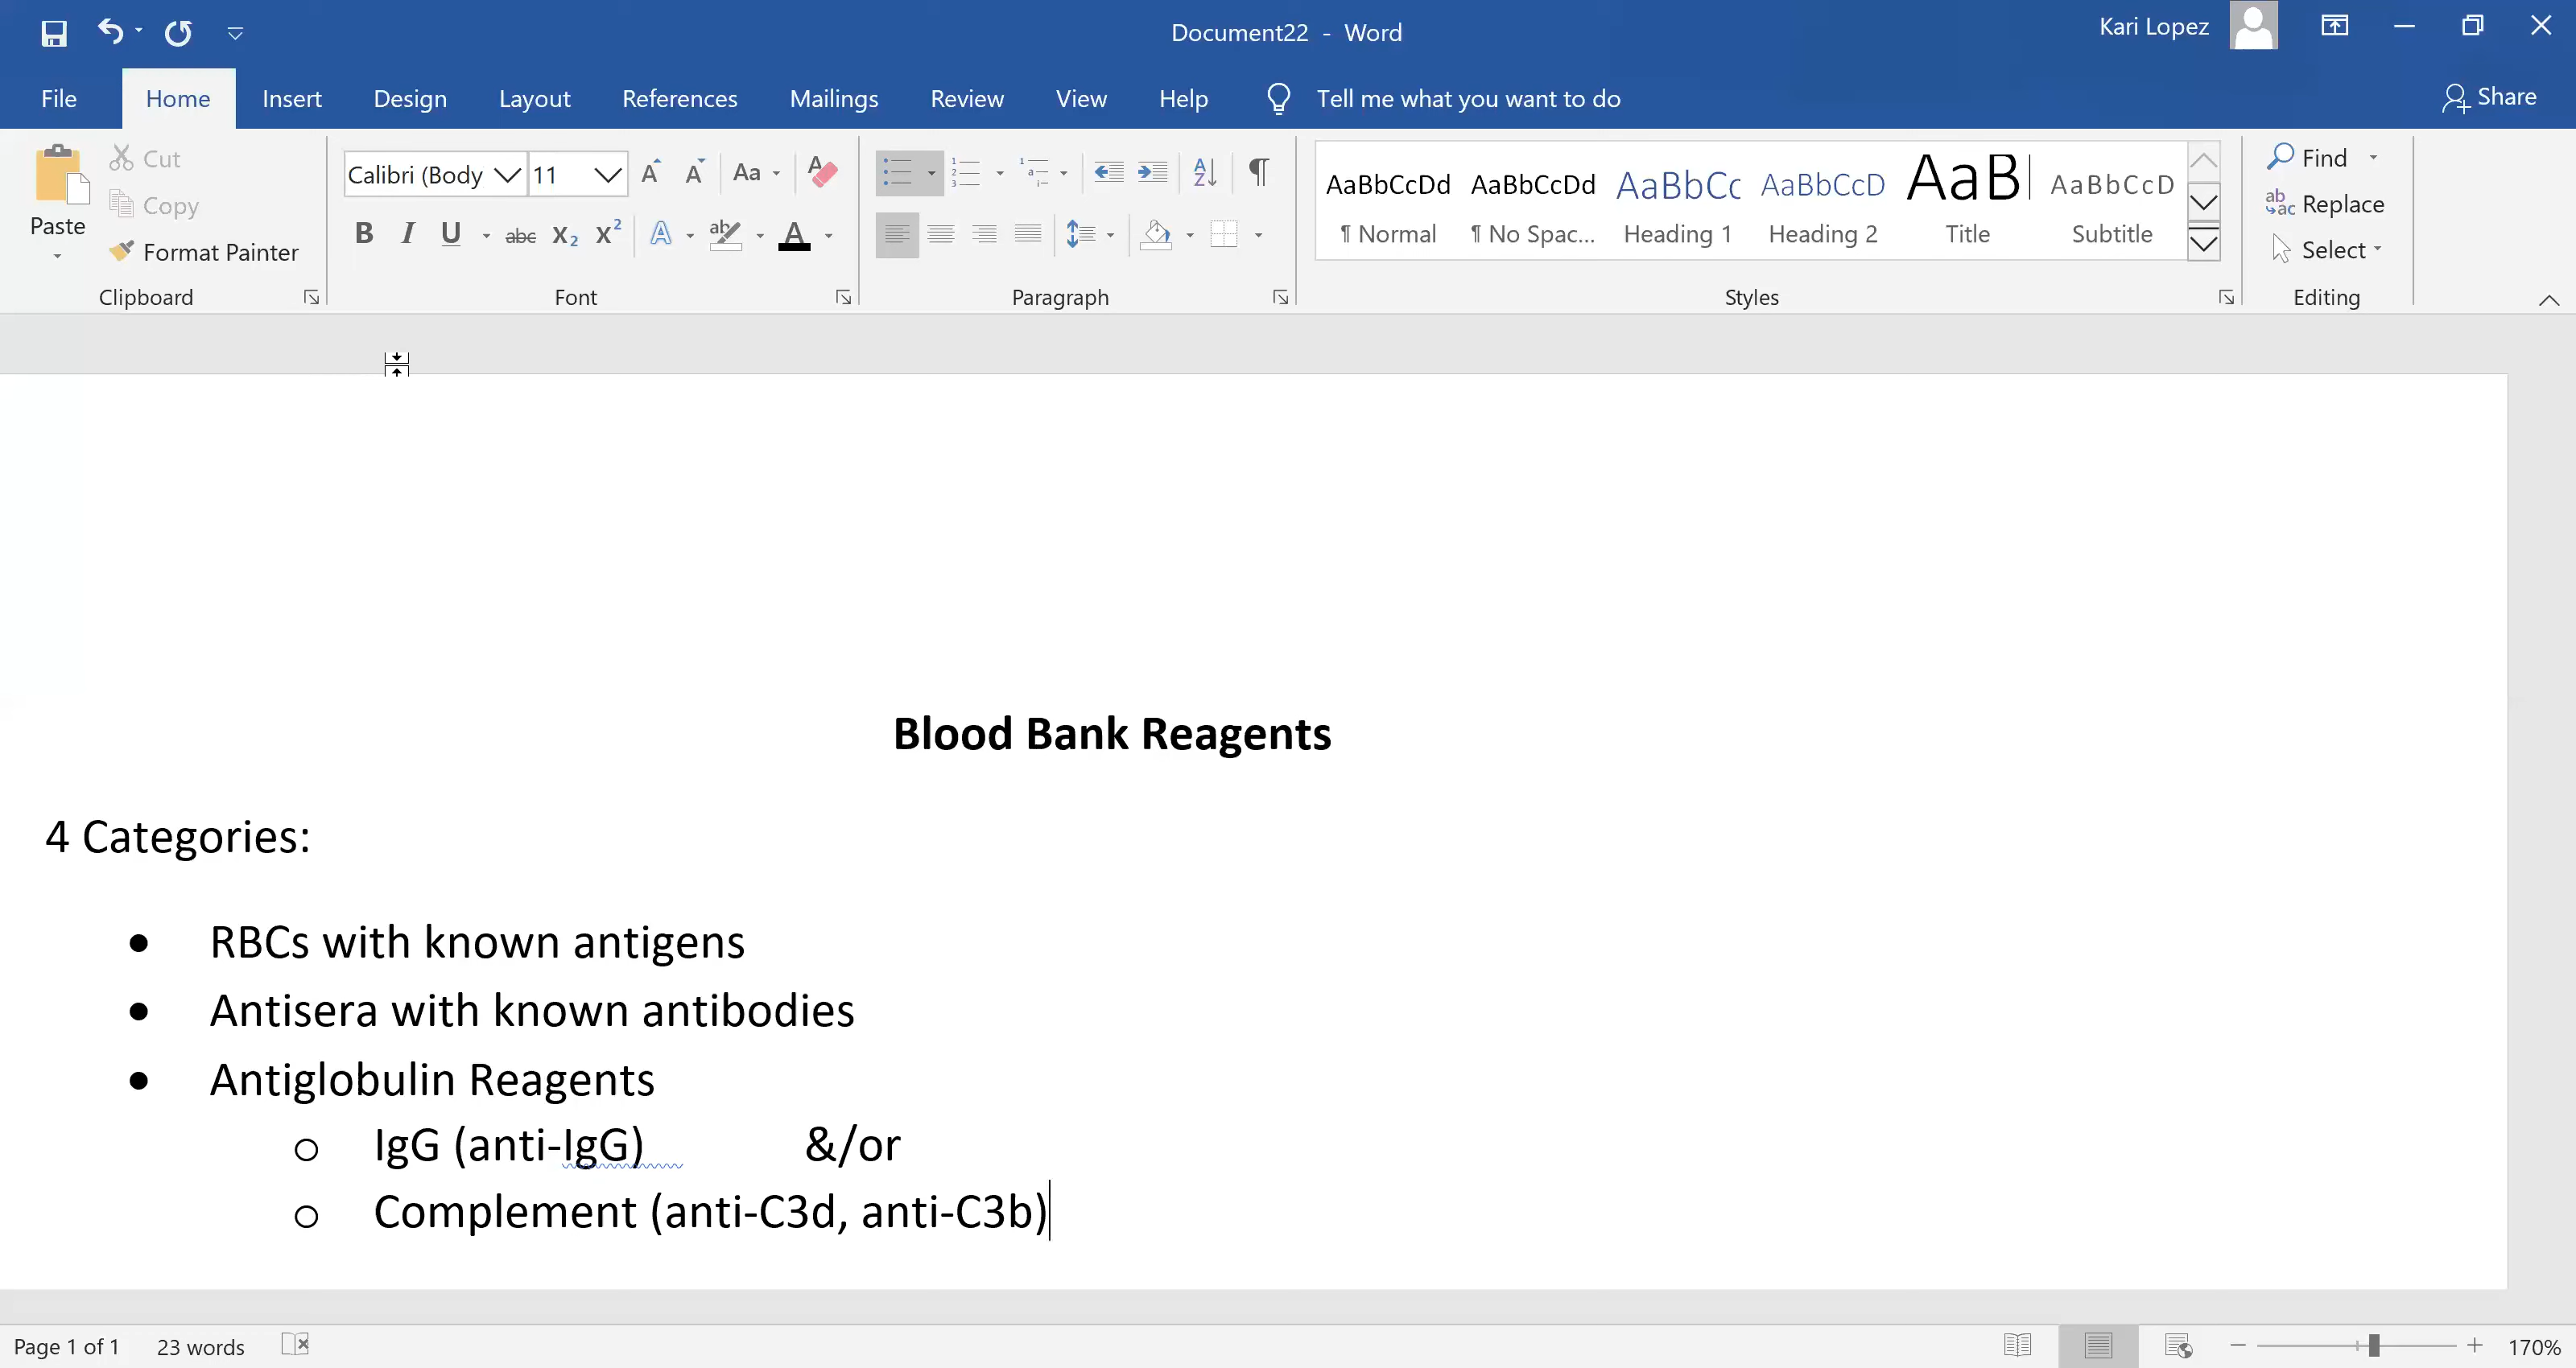 Document22 - Word
Kari Lopez
File Home Insert Design Layout References Mailings Review View Help Tell me what you want to do Share
Paste
Cut
Copy
Format Painter
Clipboard
Calibri (Body 11 Aa
B I U abc X₂ X² A ab A
Font
Paragraph
AaBbCcDd AaBbCcDd AaBbCc AaBbCcD AaB AaBbCcD
¶ Normal ¶ No Spac... Heading 1 Heading 2 Title Subtitle
Styles
Find
Replace
Select
Editing
Blood Bank Reagents
4 Categories:
• RBCs with known antigens
• Antisera with known antibodies
• Antiglobulin Reagents
o IgG (anti-IgG) &/or
o Complement (anti-C3d, anti-C3b)
Page 1 of 1 23 words 170%